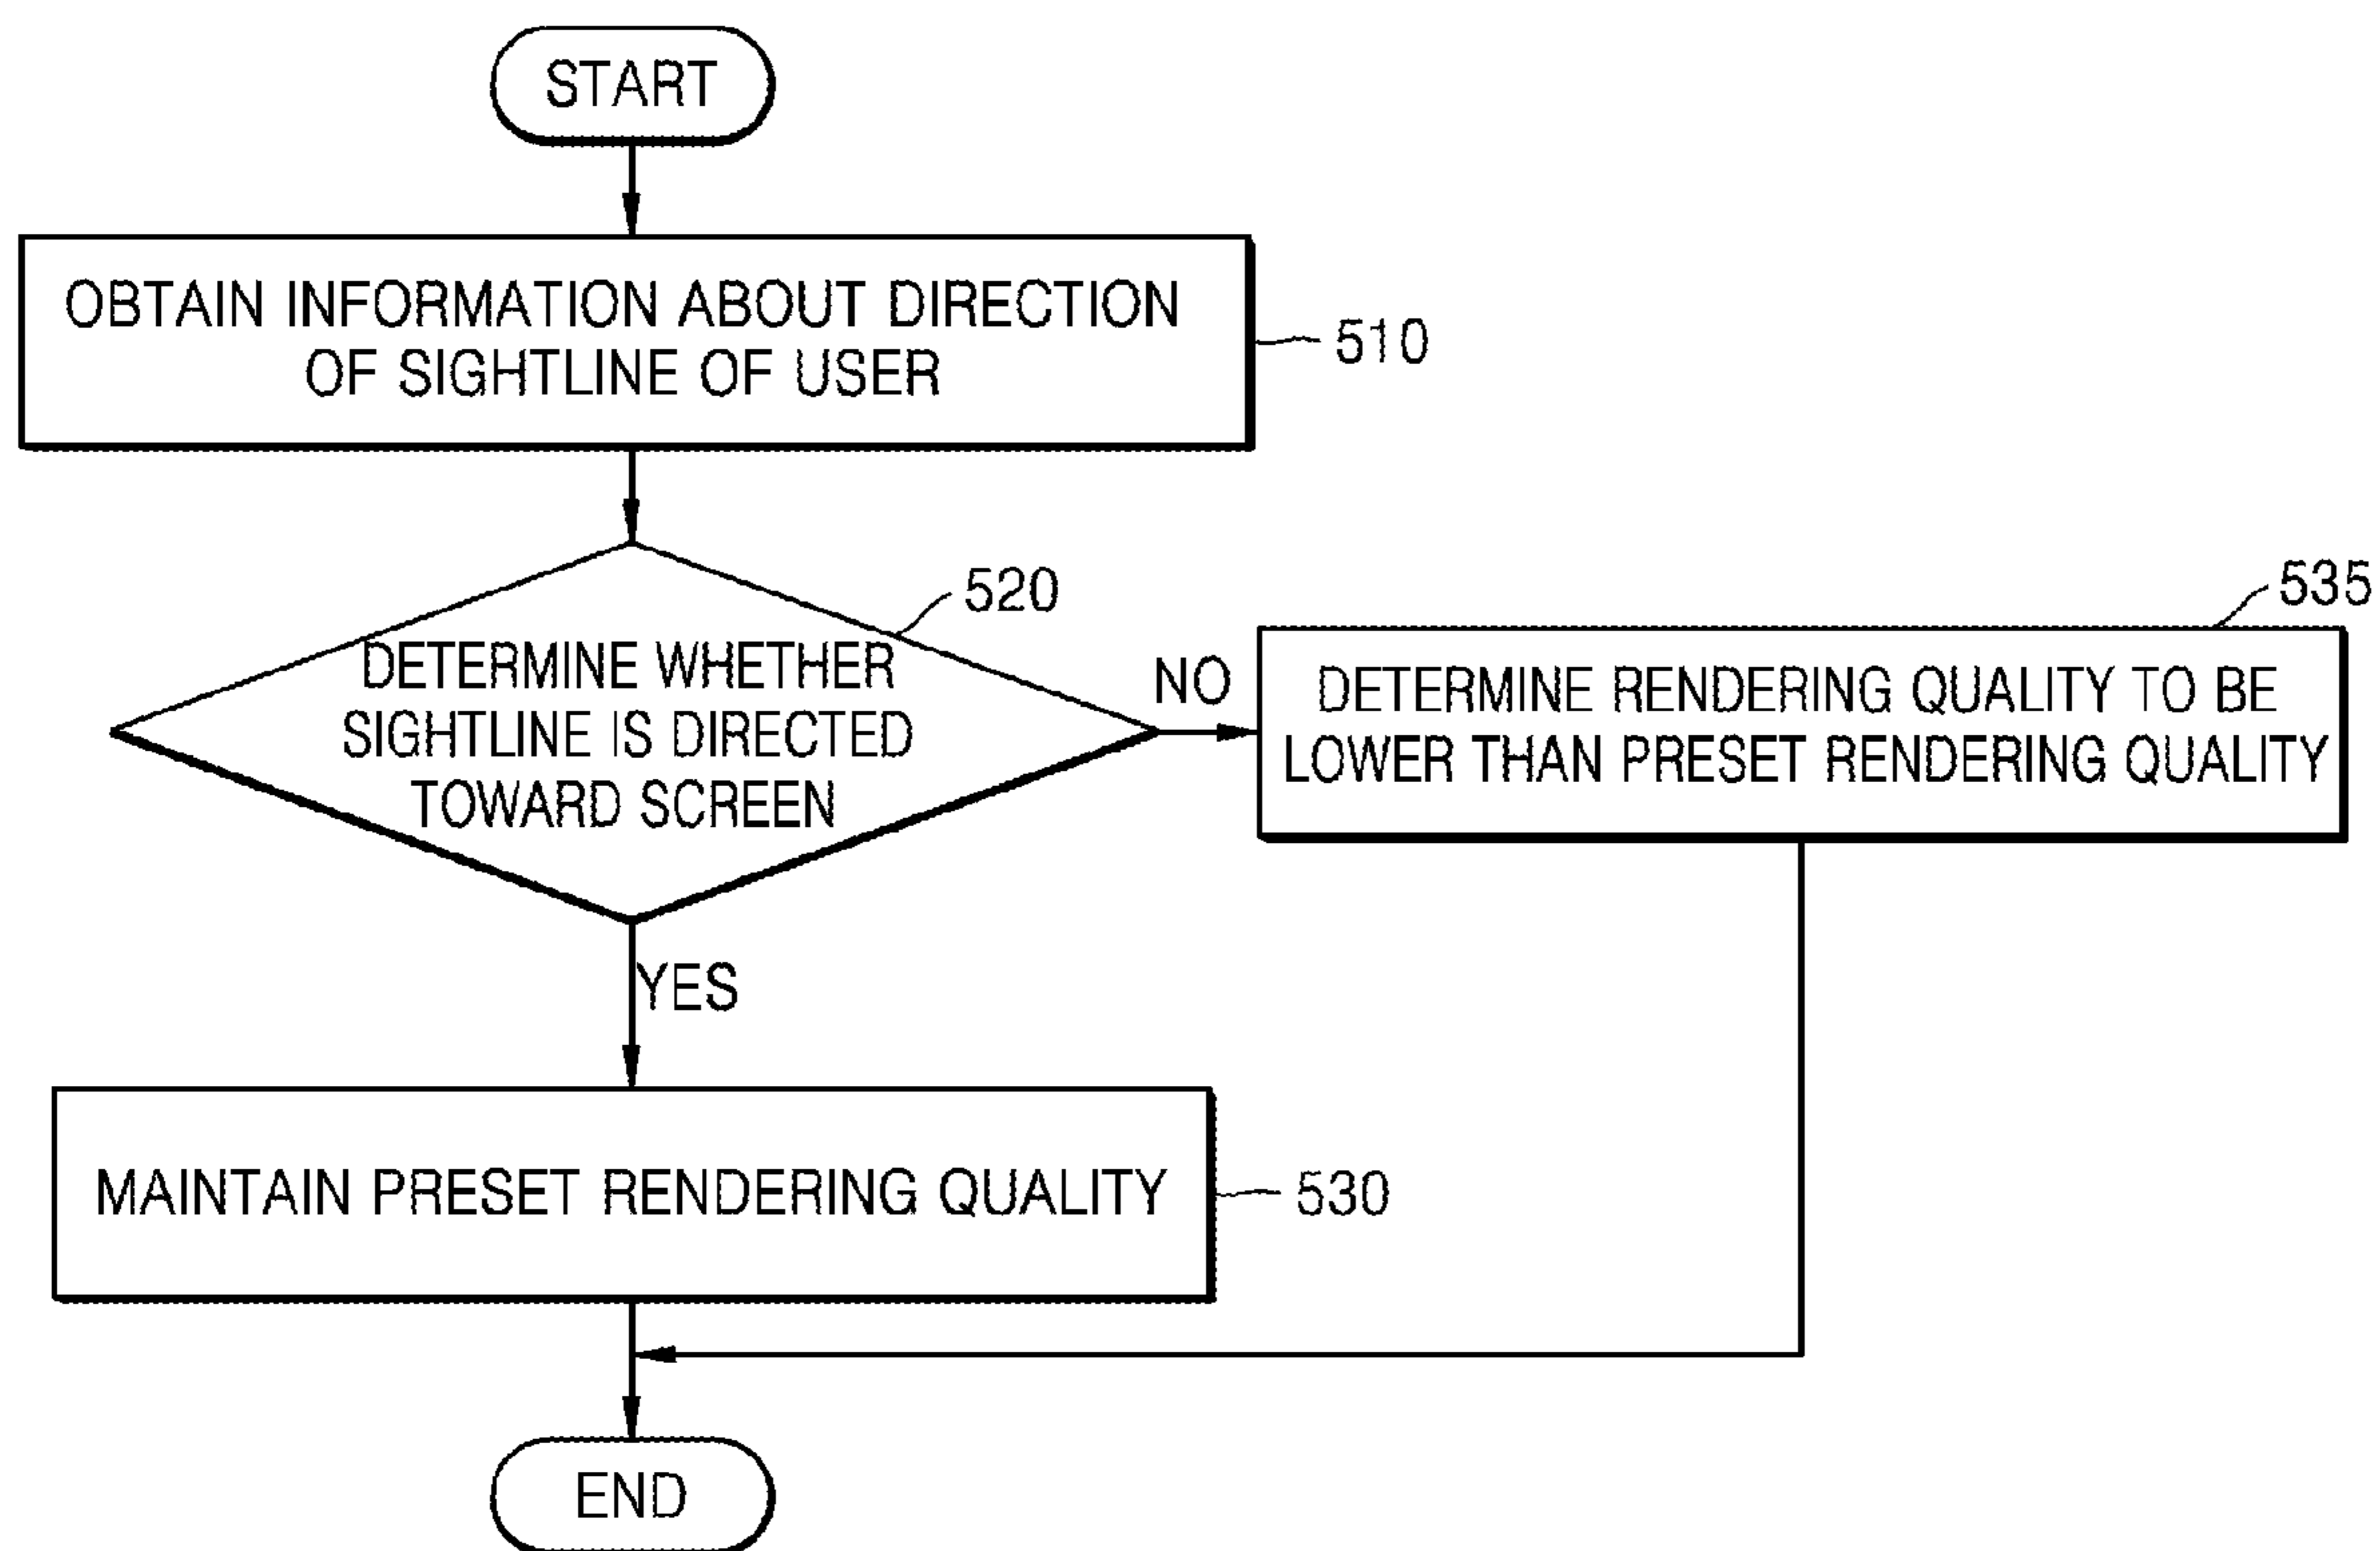 START
OBTAIN INFORMATION ABOUT DIRECTION
OF SIGHTLINE OF USER
510
520
DETERMINE WHETHER
SIGHTLINE IS DIRECTED
TOWARD SCREEN
NO
535
DETERMINE RENDERING QUALITY TO BE
LOWER THAN PRESET RENDERING QUALITY
YES
MAINTAIN PRESET RENDERING QUALITY
530
END